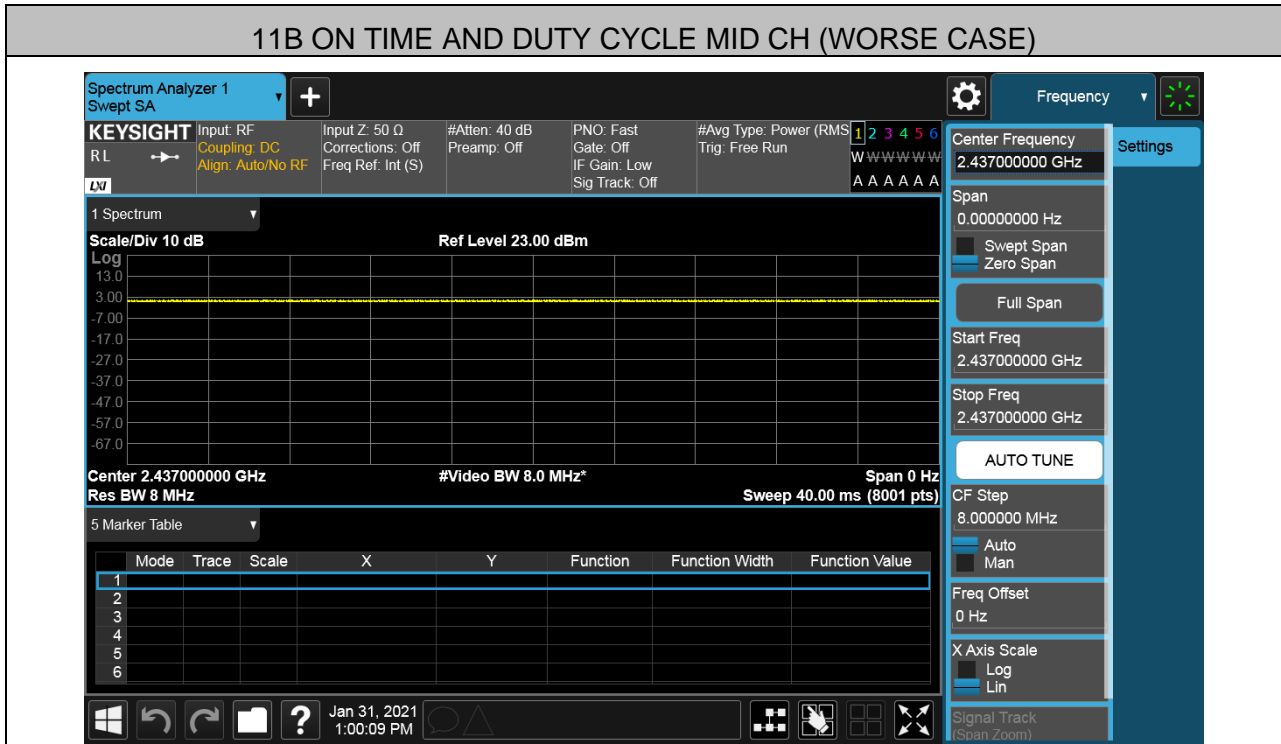 11B ON TIME AND DUTY CYCLE MID CH (WORSE CASE)
Spectrum Analyzer 1
Swept SA
Frequency
KEYSIGHT
RL
LXI
Input: RF
Coupling: DC
Align: Auto/No RF
Input Z: 50 Ω
Corrections: Off
Freq Ref: Int (S)
#Atten: 40 dB
Preamp: Off
PNO: Fast
Gate: Off
IF Gain: Low
Sig Track: Off
#Avg Type: Power (RMS
Trig: Free Run
1 2 3 4 5 6
W W W W W W
A A A A A A
1 Spectrum
Scale/Div 10 dB
Ref Level 23.00 dBm
Log
13.0
3.00
-7.00
-17.0
-27.0
-37.0
-47.0
-57.0
-67.0
Center 2.437000000 GHz
#Video BW 8.0 MHz*
Span 0 Hz
Res BW 8 MHz
Sweep 40.00 ms (8001 pts)
5 Marker Table
Mode Trace Scale X Y Function Function Width Function Value
1
2
3
4
5
6
Jan 31, 2021
1:00:09 PM
?
Center Frequency
2.437000000 GHz
Settings
Span
0.00000000 Hz
Swept Span
Zero Span
Full Span
Start Freq
2.437000000 GHz
Stop Freq
2.437000000 GHz
AUTO TUNE
CF Step
8.000000 MHz
Auto
Man
Freq Offset
0 Hz
X Axis Scale
Log
Lin
Signal Track
(Span Zoom)